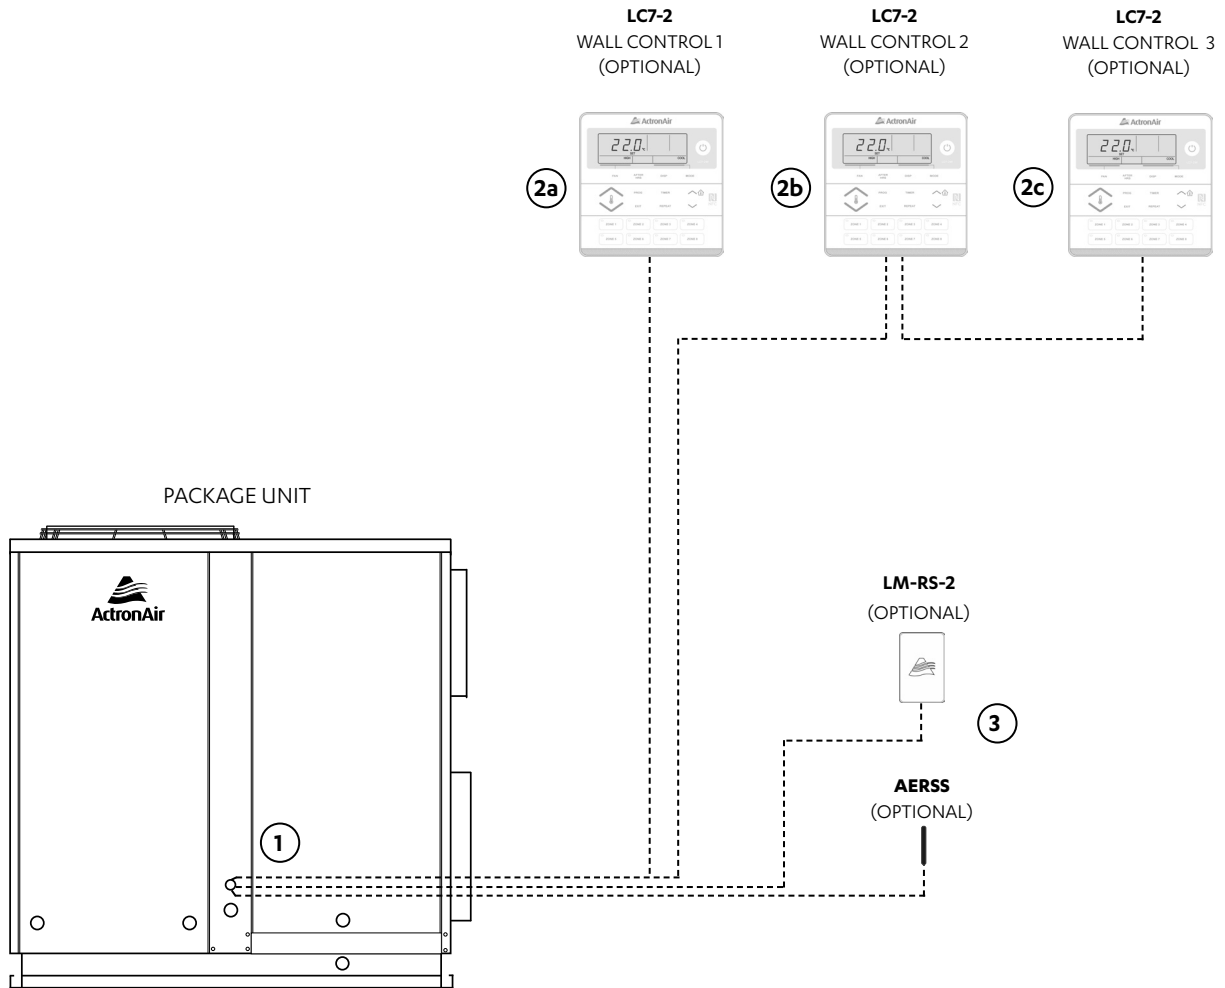 LC7-2
WALL CONTROL 1
(OPTIONAL)
LC7-2
WALL CONTROL 2
(OPTIONAL)
LC7-2
WALL CONTROL 3
(OPTIONAL)
ActronAir
22.0
ActronAir
22.0
ActronAir
22.0
2a
2b
2c
PACKAGE UNIT
ActronAir
LM-RS-2
(OPTIONAL)
3
AERSS
(OPTIONAL)
1